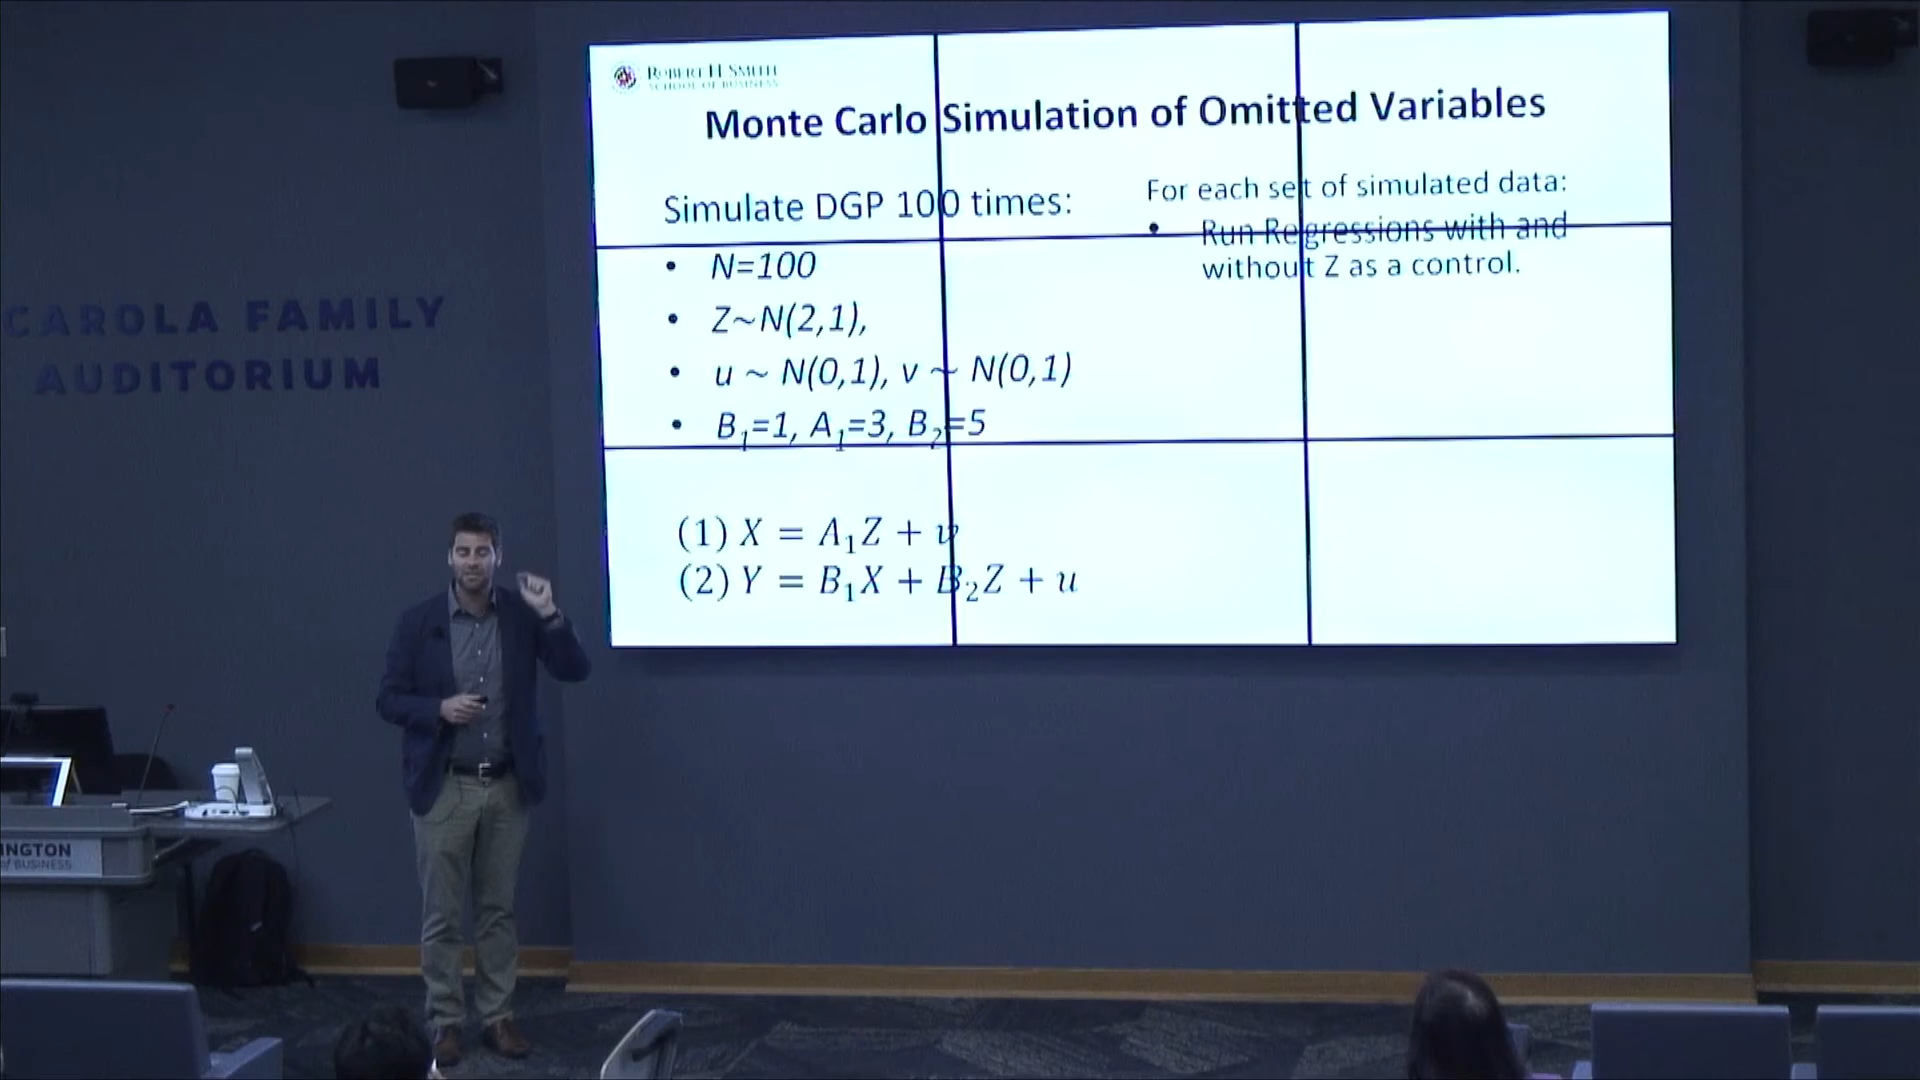 ROBERT H. SMITH
SCHOOL OF BUSINESS
Monte Carlo Simulation of Omitted Variables
Simulate DGP 100 times:
• N=100
• Z~N(2,1),
• u ~ N(0,1), v ~ N(0,1)
• B₁=1, A₁=3, B₂=5
(1) X = A₁Z + v
(2) Y = B₁X + B₂Z + u
For each set of simulated data:
• Run Regressions with and
without Z as a control.
CAROLA FAMILY
AUDITORIUM
INGTON
of BUSINESS